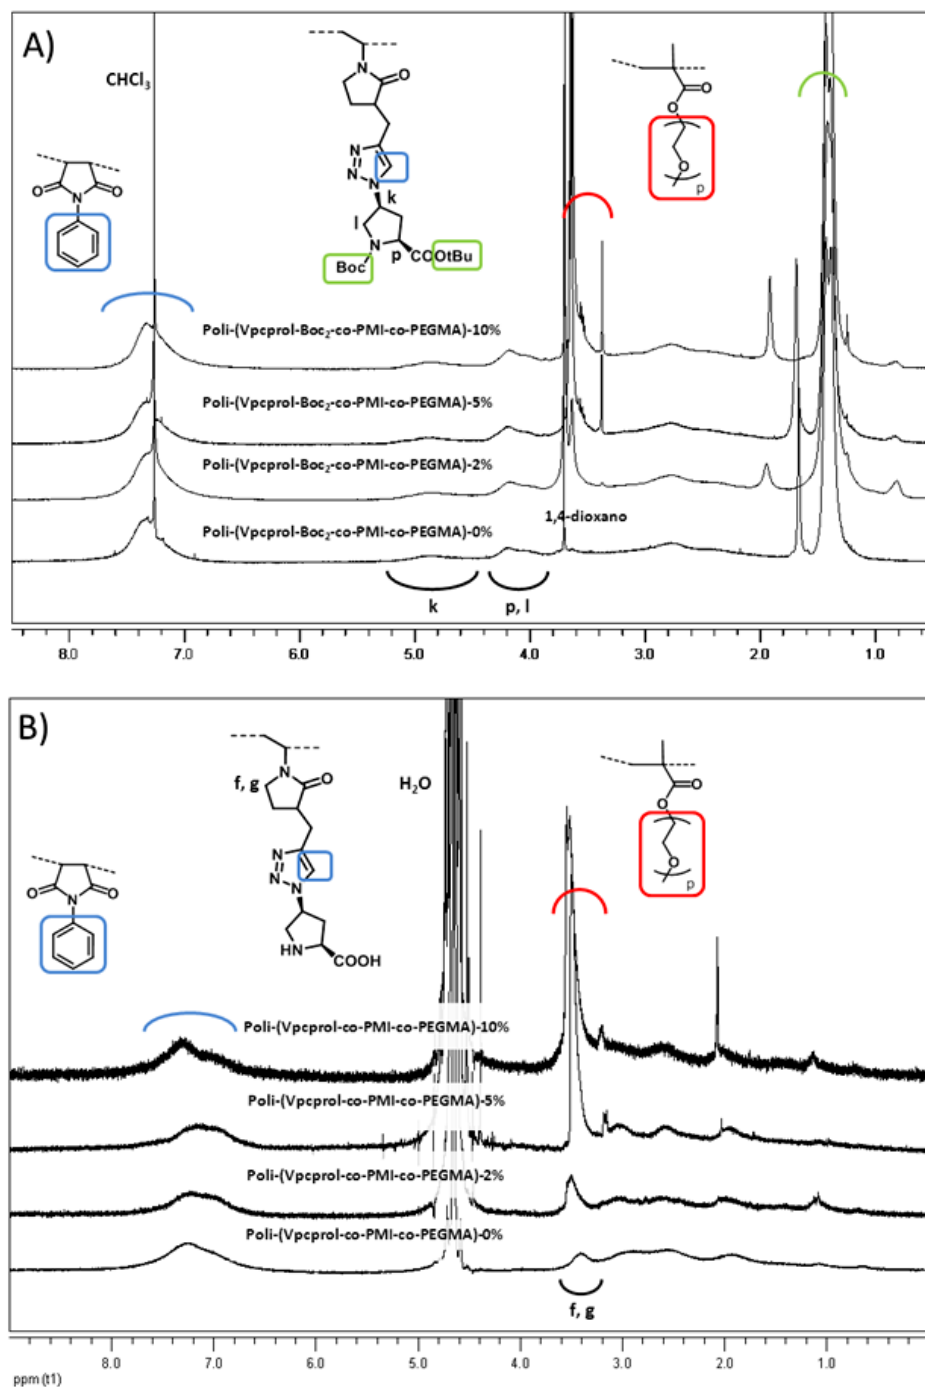 A)
CHCl3
N
O
O
N
O
N
N
N
k
l
N
p
COOtBu
Boc
O
O
O
p
Poli-(Vpcprol-Boc2-co-PMI-co-PEGMA)-10%
Poli-(Vpcprol-Boc2-co-PMI-co-PEGMA)-5%
Poli-(Vpcprol-Boc2-co-PMI-co-PEGMA)-2%
1,4-dioxano
Poli-(Vpcprol-Boc2-co-PMI-co-PEGMA)-0%
k
p, l
8.0 7.0 6.0 5.0 4.0 3.0 2.0 1.0
B)
f, g
N
O
H2O
O
O
O
p
N
N
N
O
O
N
HN
COOH
Poli-(Vpcprol-co-PMI-co-PEGMA)-10%
Poli-(Vpcprol-co-PMI-co-PEGMA)-5%
Poli-(Vpcprol-co-PMI-co-PEGMA)-2%
Poli-(Vpcprol-co-PMI-co-PEGMA)-0%
f, g
8.0 7.0 6.0 5.0 4.0 3.0 2.0 1.0
ppm (t1)